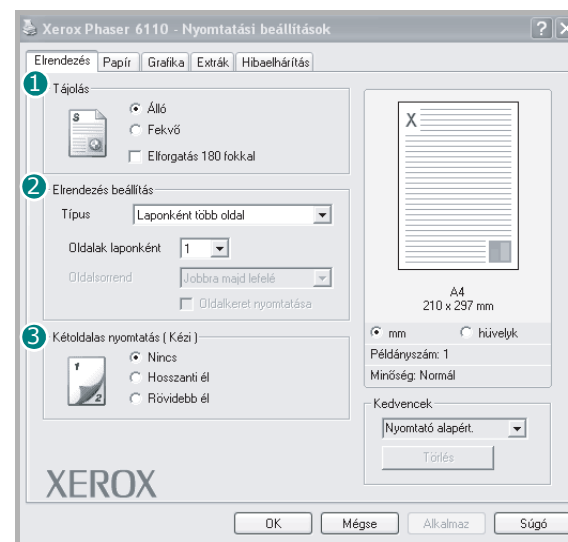 Xerox Phaser 6110 - Nyomtatási beállítások
Elrendezés Papír Grafika Extrák Hibaelhárítás
1 Tájolás
S
Álló
Fekvő
Elforgatás 180 fokkal
2 Elrendezés beállítás
Típus Laponként több oldal
Oldalak laponként 1
Oldalsorrend Jobbra majd lefelé
Oldalkeret nyomtatása
3 Kétoldalas nyomtatás ( Kézi )
1
2
Nincs
Hosszanti él
Rövidebb él
XEROX
X
A4
210 x 297 mm
mm hüvelyk
Példányszám: 1
Minőség: Normál
Kedvencek
Nyomtató alapért.
Törlés
OK Mégse Alkalmaz Súgó